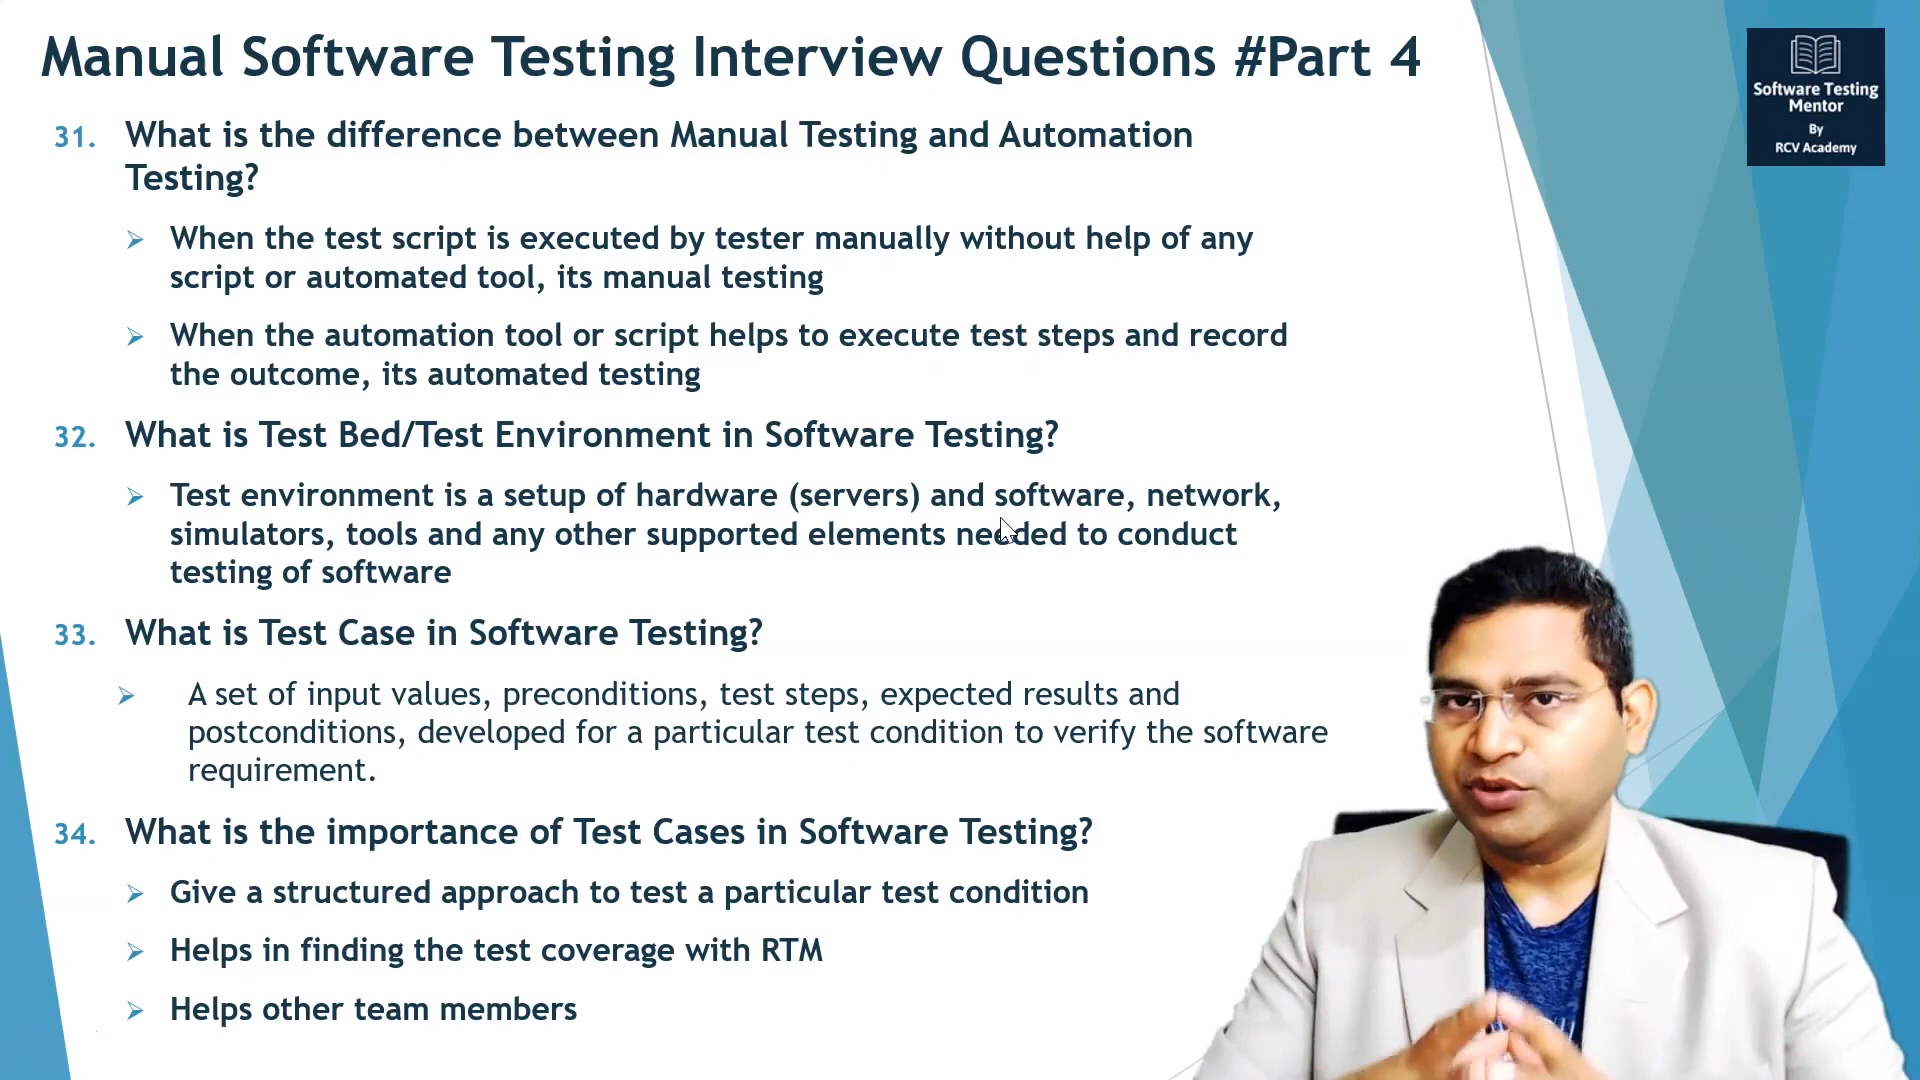 Manual Software Testing Interview Questions #Part 4
Software Testing
Mentor
By
RCV Academy
31. What is the difference between Manual Testing and Automation
Testing?
When the test script is executed by tester manually without help of any
script or automated tool, its manual testing
When the automation tool or script helps to execute test steps and record
the outcome, its automated testing
32. What is Test Bed/Test Environment in Software Testing?
Test environment is a setup of hardware (servers) and software, network,
simulators, tools and any other supported elements needed to conduct
testing of software
33. What is Test Case in Software Testing?
A set of input values, preconditions, test steps, expected results and
postconditions, developed for a particular test condition to verify the software
requirement.
34. What is the importance of Test Cases in Software Testing?
Give a structured approach to test a particular test condition
Helps in finding the test coverage with RTM
Helps other team members